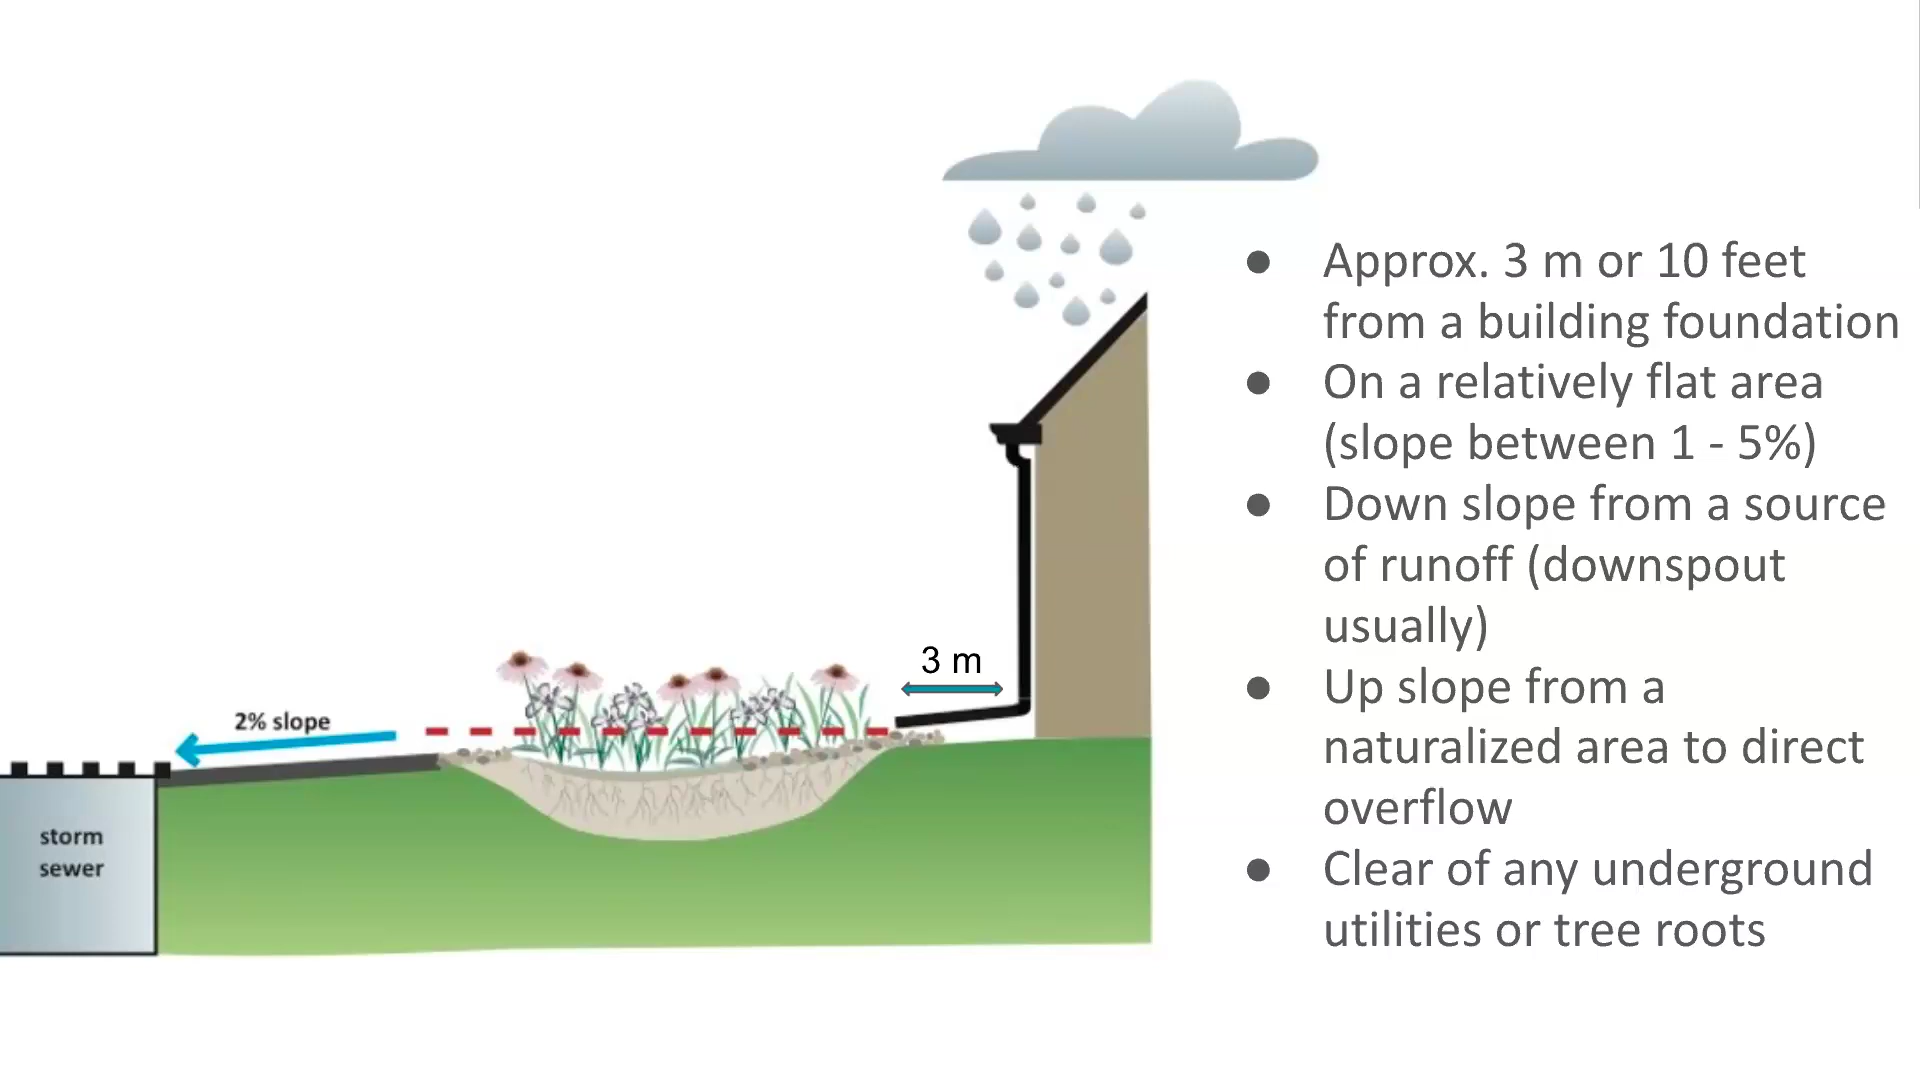 Approx. 3 m or 10 feet
from a building foundation
On a relatively flat area
(slope between 1 - 5%)
Down slope from a source
of runoff (downspout
usually)
Up slope from a
naturalized area to direct
overflow
Clear of any underground
utilities or tree roots
3 m
2% slope
storm
sewer